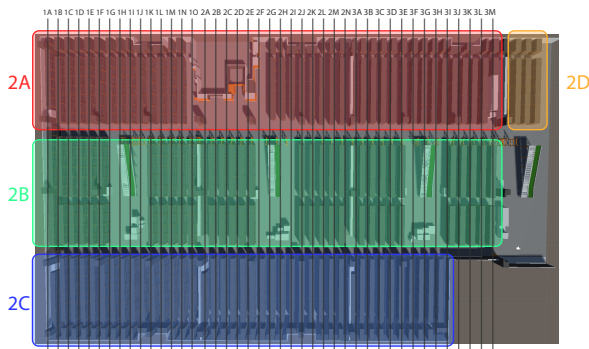 1A 1B 1C 1D 1E 1F 1G 1H 1I 1J 1K 1L 1M 1N 1O 2A 2B 2C 2D 2E 2F 2G 2H 2I 2J 2K 2L 2M 2N 3A 3B 3C 3D 3E 3F 3G 3H 3I 3J 3K 3L 3M
2A
2D
2B
2C